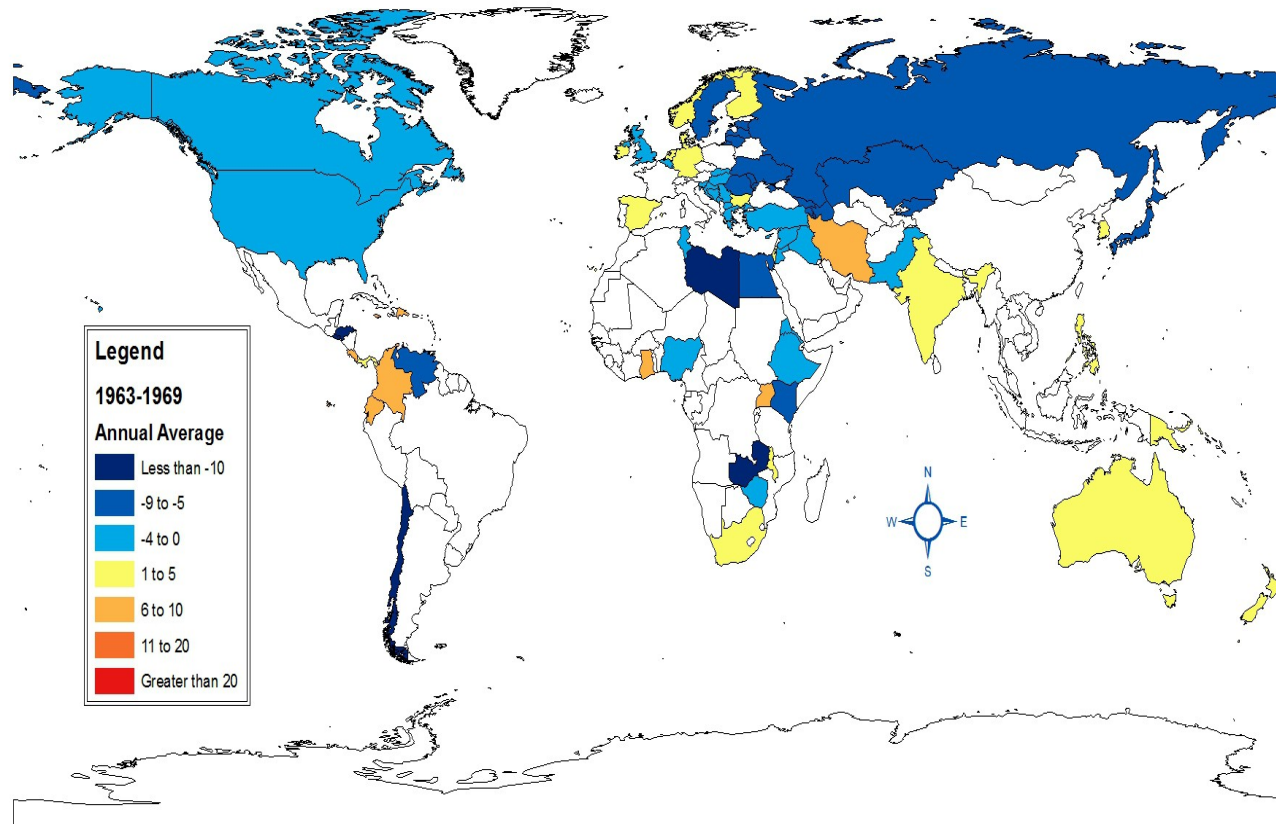 Legend
1963-1969
Annual Average
Less than -10
-9 to -5
-4 to 0
1 to 5
6 to 10
11 to 20
Greater than 20
N
W E
S